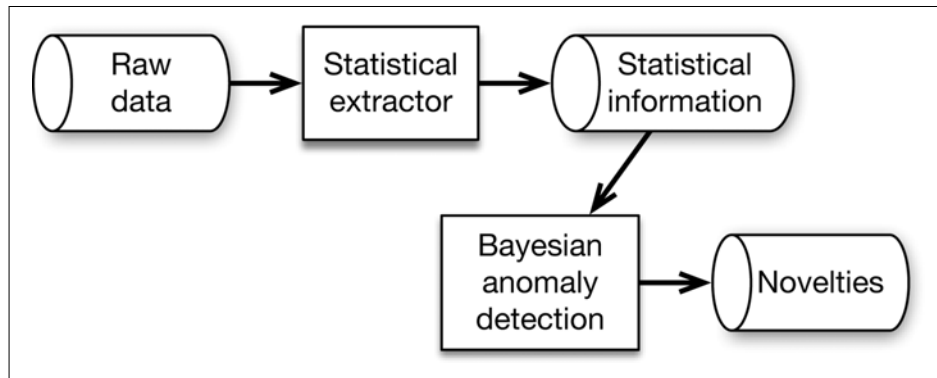 Raw
data
Statistical
extractor
Statistical
information
Bayesian
anomaly
detection
Novelties